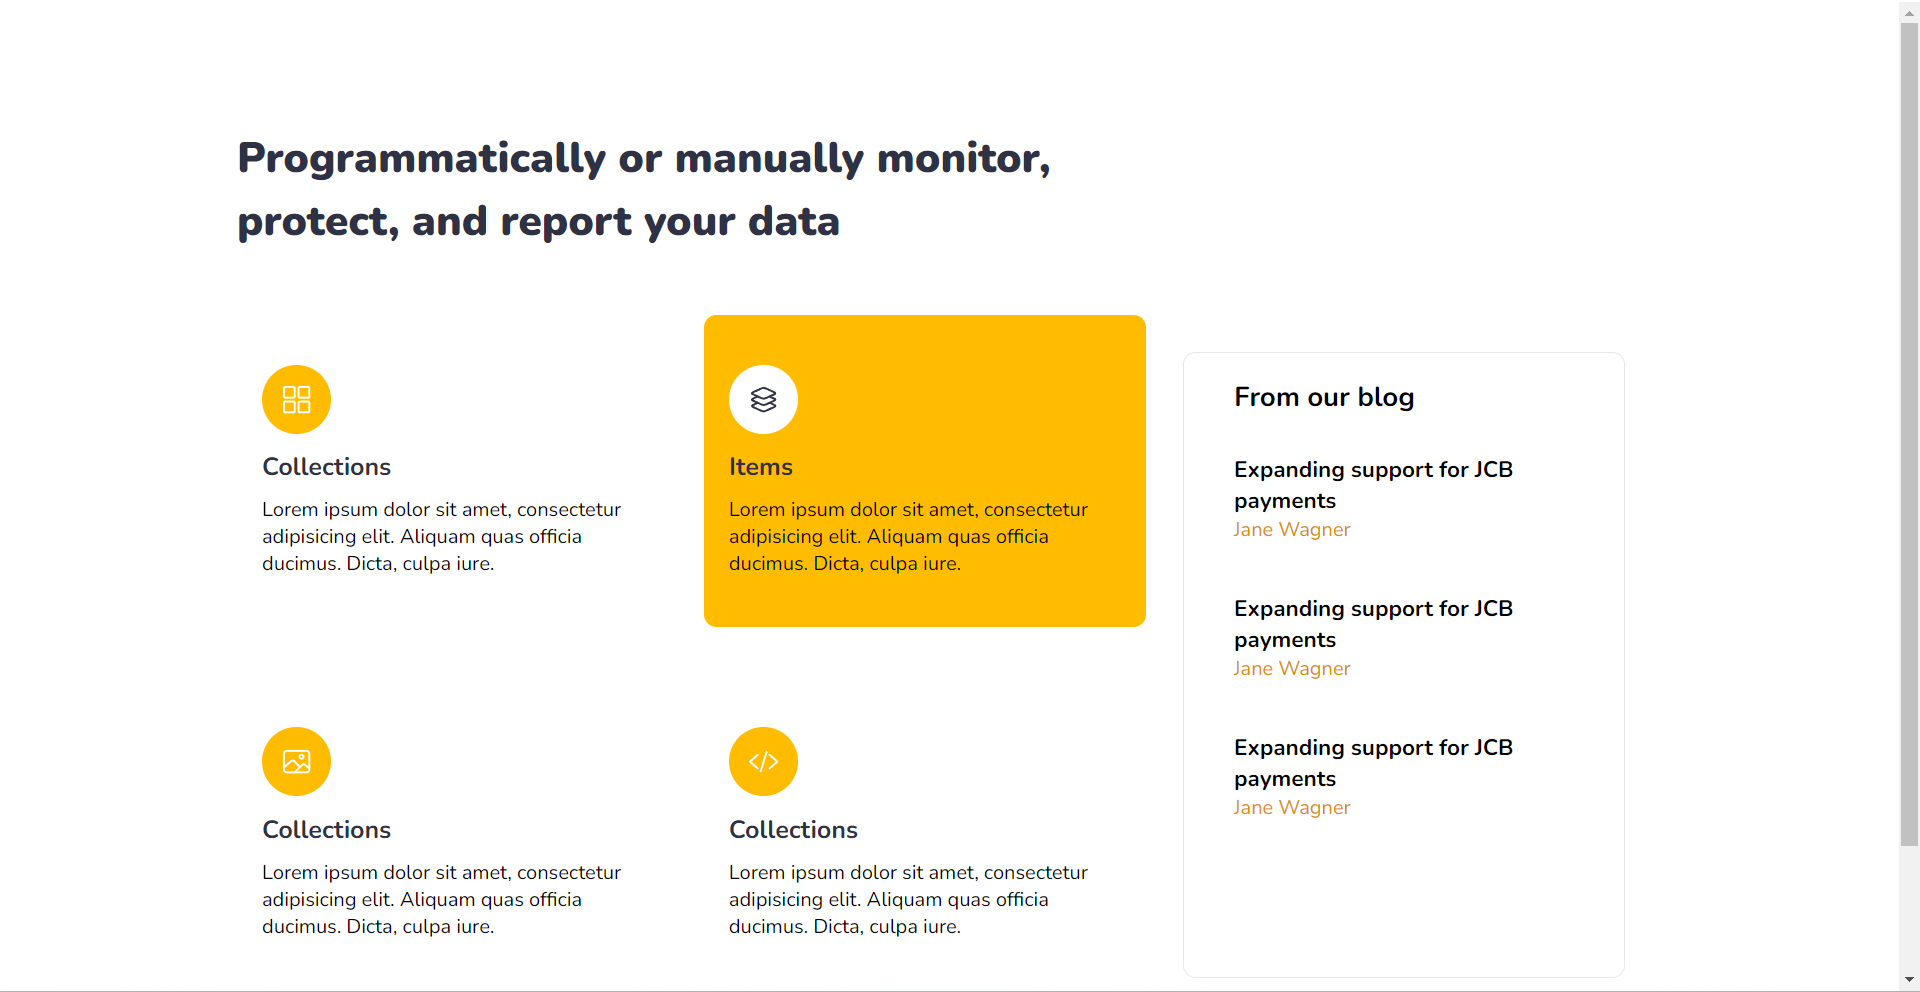 Programmatically or manually monitor,
protect, and report your data
Collections
Lorem ipsum dolor sit amet, consectetur
adipisicing elit. Aliquam quas officia
ducimus. Dicta, culpa iure.
Items
Lorem ipsum dolor sit amet, consectetur
adipisicing elit. Aliquam quas officia
ducimus. Dicta, culpa iure.
Collections
Lorem ipsum dolor sit amet, consectetur
adipisicing elit. Aliquam quas officia
ducimus. Dicta, culpa iure.
Collections
Lorem ipsum dolor sit amet, consectetur
adipisicing elit. Aliquam quas officia
ducimus. Dicta, culpa iure.
From our blog
Expanding support for JCB
payments
Jane Wagner
Expanding support for JCB
payments
Jane Wagner
Expanding support for JCB
payments
Jane Wagner